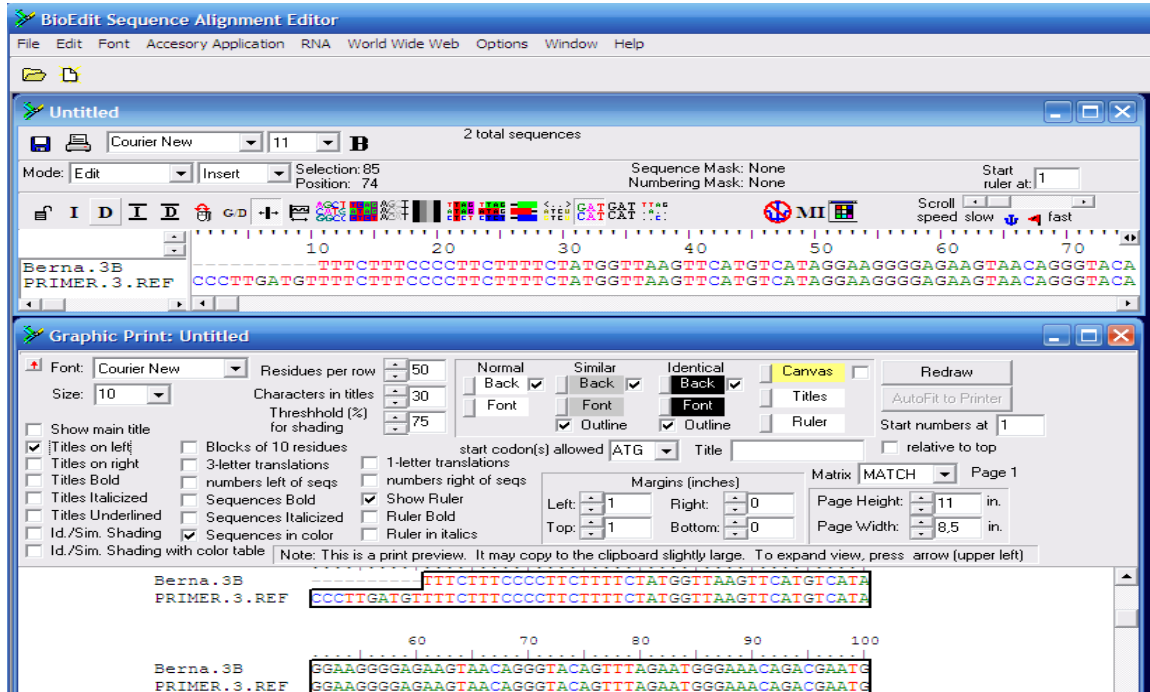 BioEdit Sequence Alignment Editor
File Edit Font Accesory Application RNA World Wide Web Options Window Help
Untitled
Courier New 11 B 2 total sequences
Mode: Edit Insert Selection: 85 Sequence Mask: None Start
Position: 74 Numbering Mask: None ruler at: 1
I D I D G/D MI Scroll
speed slow fast
10 20 30 40 50 60 70
Berna.3B ----------TTTCTTTCCCCTTCTTTTCTATGGTTAAGTTCATGTCATAGGAAGGGGAGAAGTAACAGGGTACA
PRIMER.3.REF CCCTTGATGTTTTCTTTCCCCTTCTTTTCTATGGTTAAGTTCATGTCATAGGAAGGGGAGAAGTAACAGGGTACA
Graphic Print: Untitled
Font: Courier New Residues per row 50 Normal Similar Identical Canvas Redraw
Size: 10 Characters in titles 30 Back Back Back Titles AutoFit to Printer
Threshhold (%) for shading 75 Font Font Font Ruler Start numbers at 1
Show main title Outline Outline
Titles on left Blocks of 10 residues start codon(s) allowed ATG Title relative to top
Titles on right 3-letter translations 1-letter translations Matrix MATCH Page 1
Titles Bold numbers left of seqs numbers right of seqs Margins (inches)
Titles Italicized Sequences Bold Show Ruler Left: 1 Right: 0 Page Height: 11 in.
Titles Underlined Sequences Italicized Ruler Bold Top: 1 Bottom: 0 Page Width: 8,5 in.
Id./Sim. Shading Sequences in color Ruler in italics
Id./Sim. Shading with color table Note: This is a print preview. It may copy to the clipboard slightly large. To expand view, press arrow (upper left)
Berna.3B ----------TTTCTTTCCCCTTCTTTTCTATGGTTAAGTTCATGTCATA
PRIMER.3.REF CCCTTGATGTTTTCTTTCCCCTTCTTTTCTATGGTTAAGTTCATGTCATA
60 70 80 90 100
Berna.3B GGAAGGGGAGAAGTAACAGGGTACAGTTTAGAATGGGAAACAGACGAATG
PRIMER.3.REF GGAAGGGGAGAAGTAACAGGGTACAGTTTAGAATGGGAAACAGACGAATG